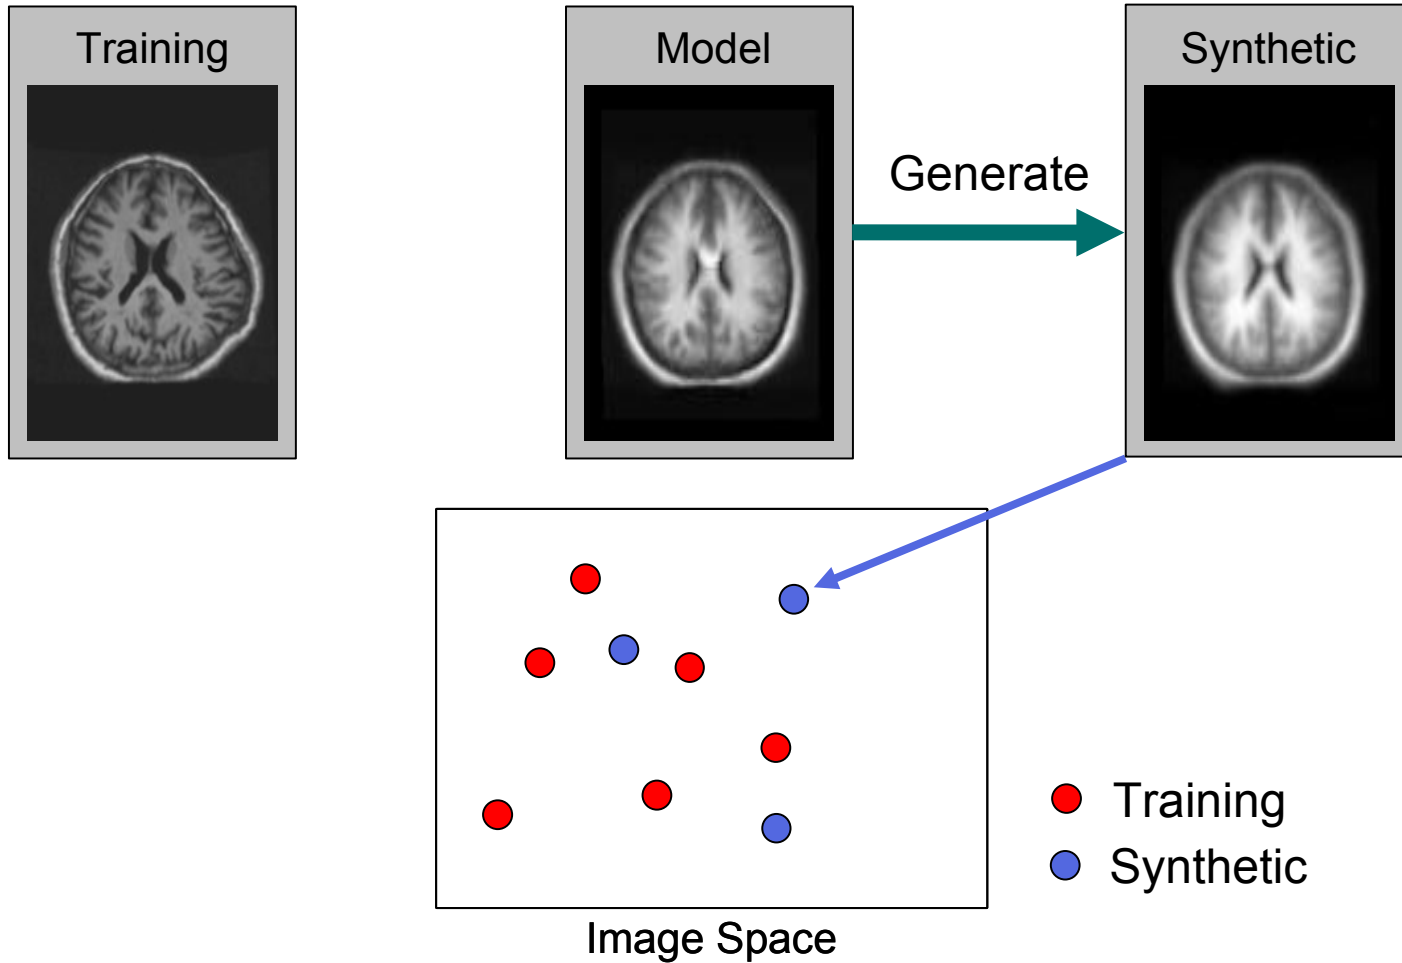 Training
Model
Synthetic
Generate
Training
Synthetic
Image Space